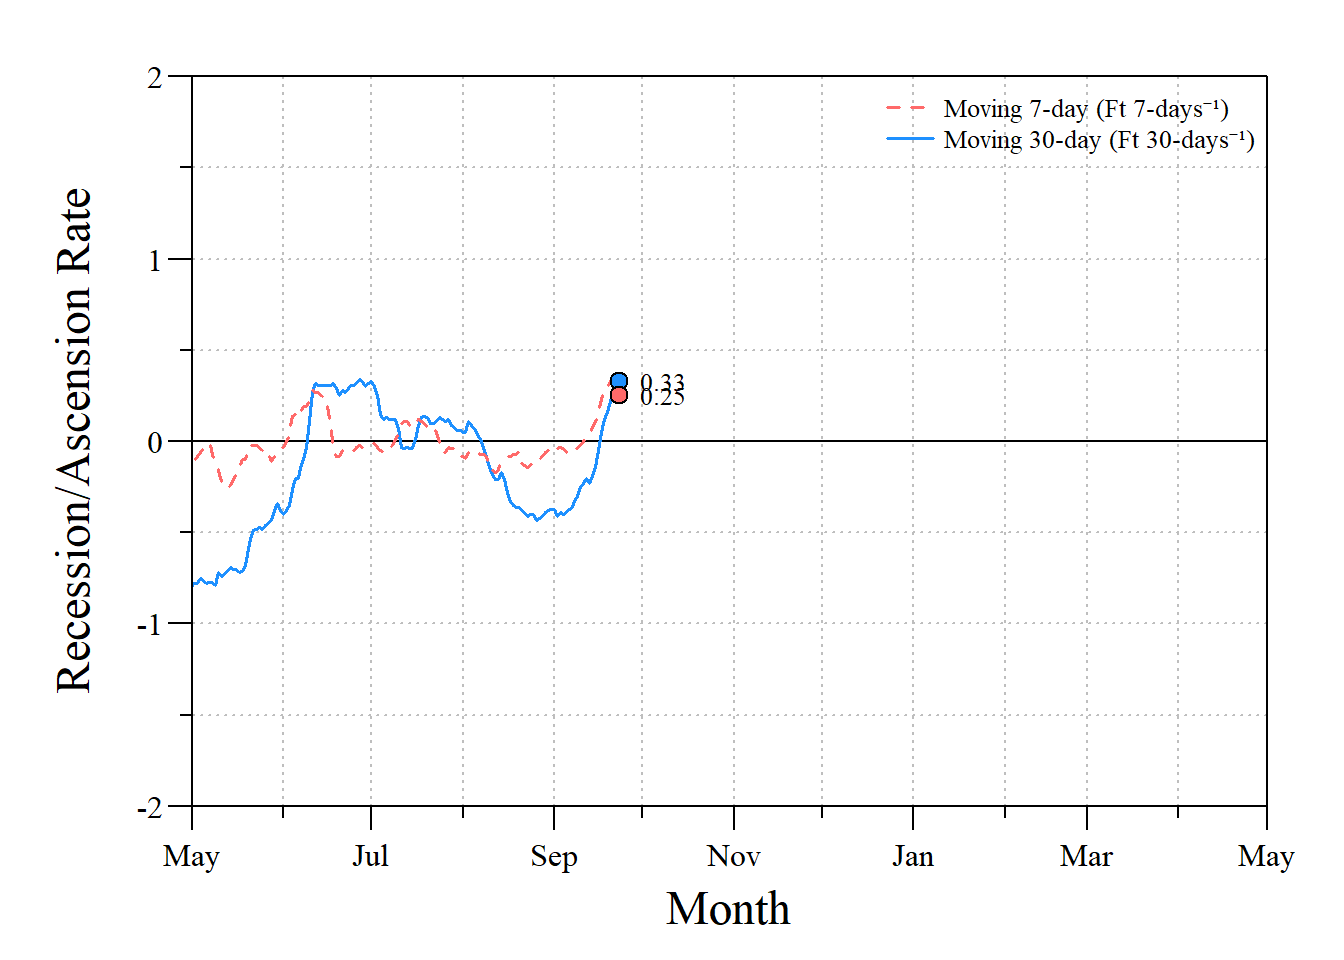 2
Moving 7-day (Ft 7-days⁻¹)
Moving 30-day (Ft 30-days⁻¹)
1
0.33
0.25
0
-1
-2
Recession/Ascension Rate
May Jul Sep Nov Jan Mar May
Month